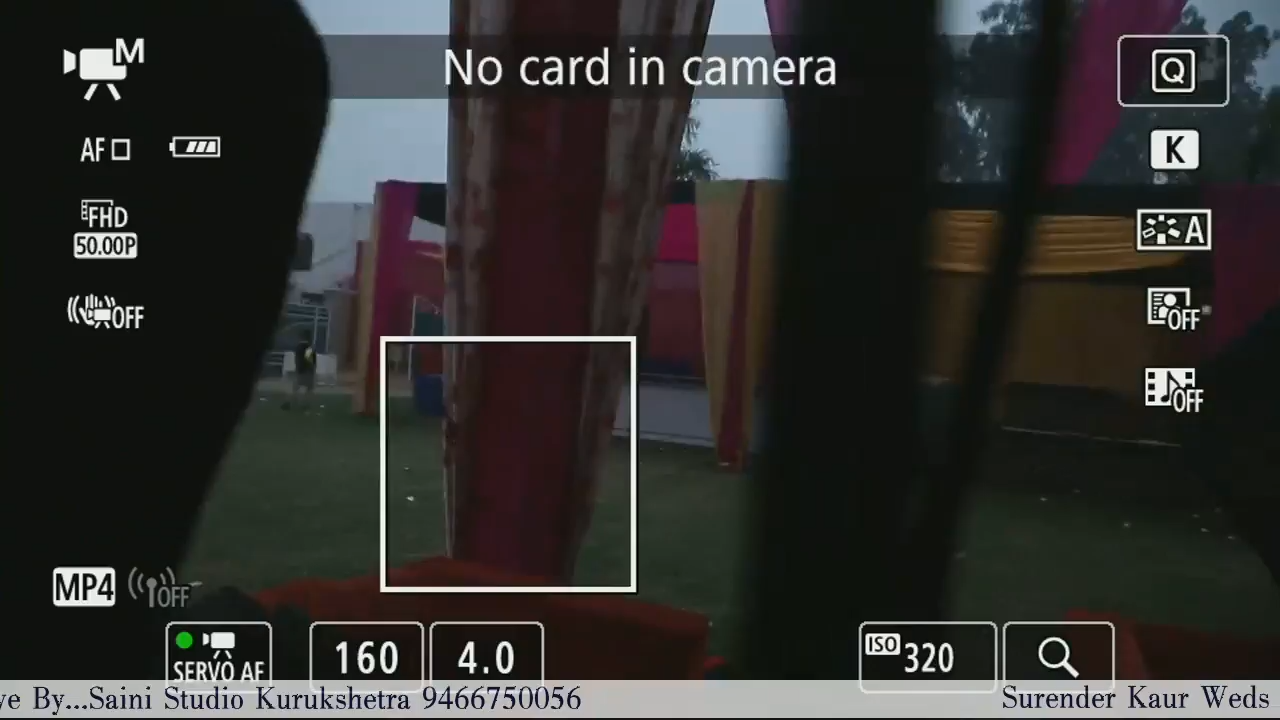 M
No card in camera
Q
AF
K
FHD
50.00P
A
OFF
OFF
OFF
MP4
OFF
SERVO AF
160
4.0
ISO 320
ye By...Saini Studio Kurukshetra 9466750056
Surender Kaur Weds